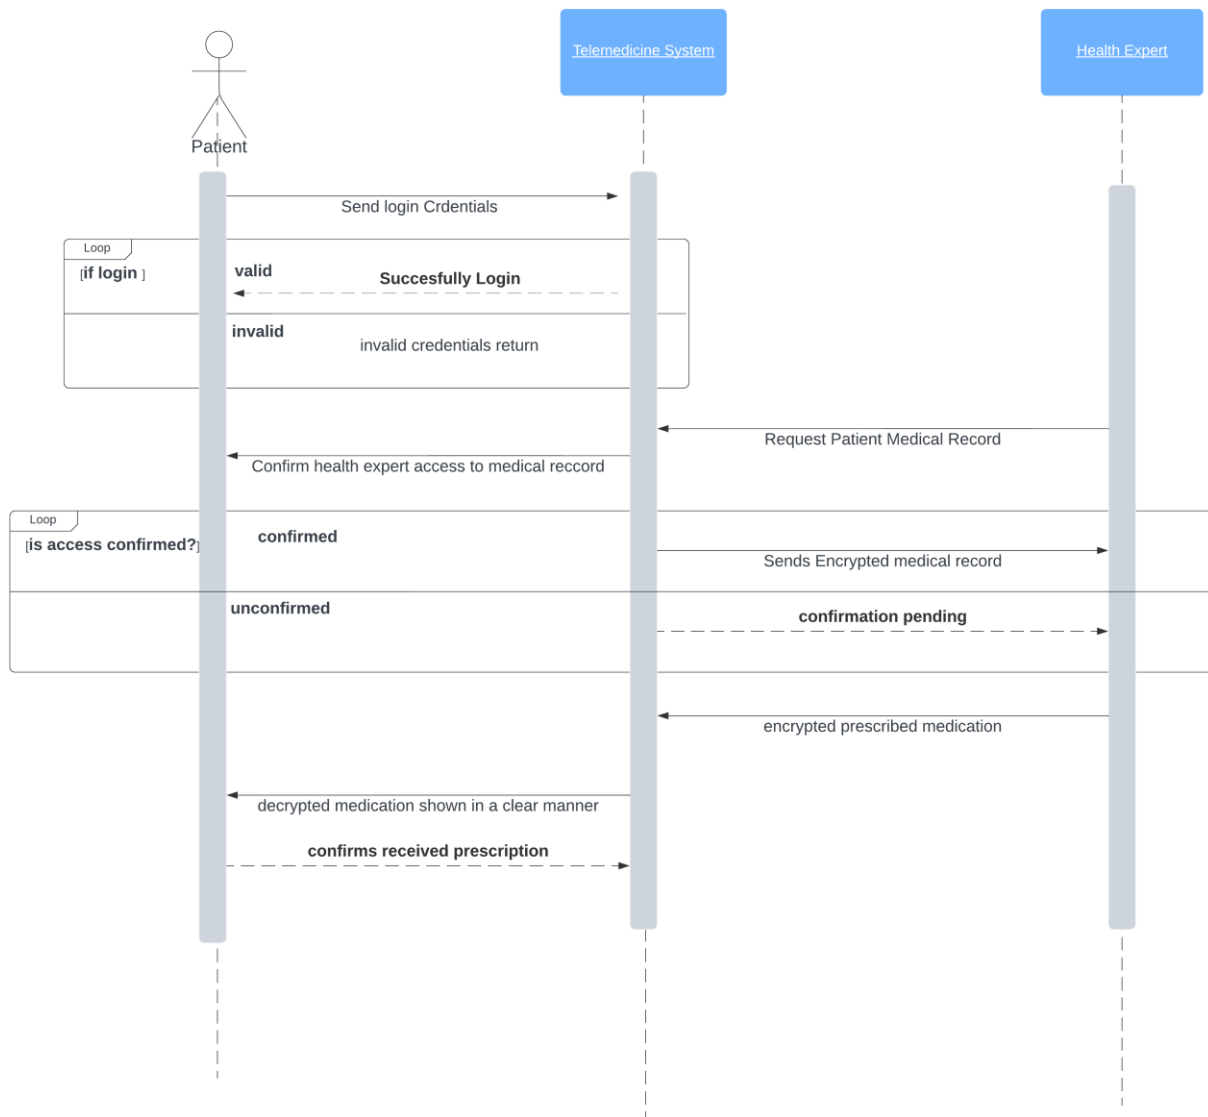 Telemedicine System
Health Expert
Patient
Send login Crdentials
Loop
[if login ]
valid
Succesfully Login
invalid
invalid credentials return
Request Patient Medical Record
Confirm health expert access to medical reccord
Loop
[is access confirmed?]
confirmed
Sends Encrypted medical record
unconfirmed
confirmation pending
encrypted prescribed medication
decrypted medication shown in a clear manner
confirms received prescription